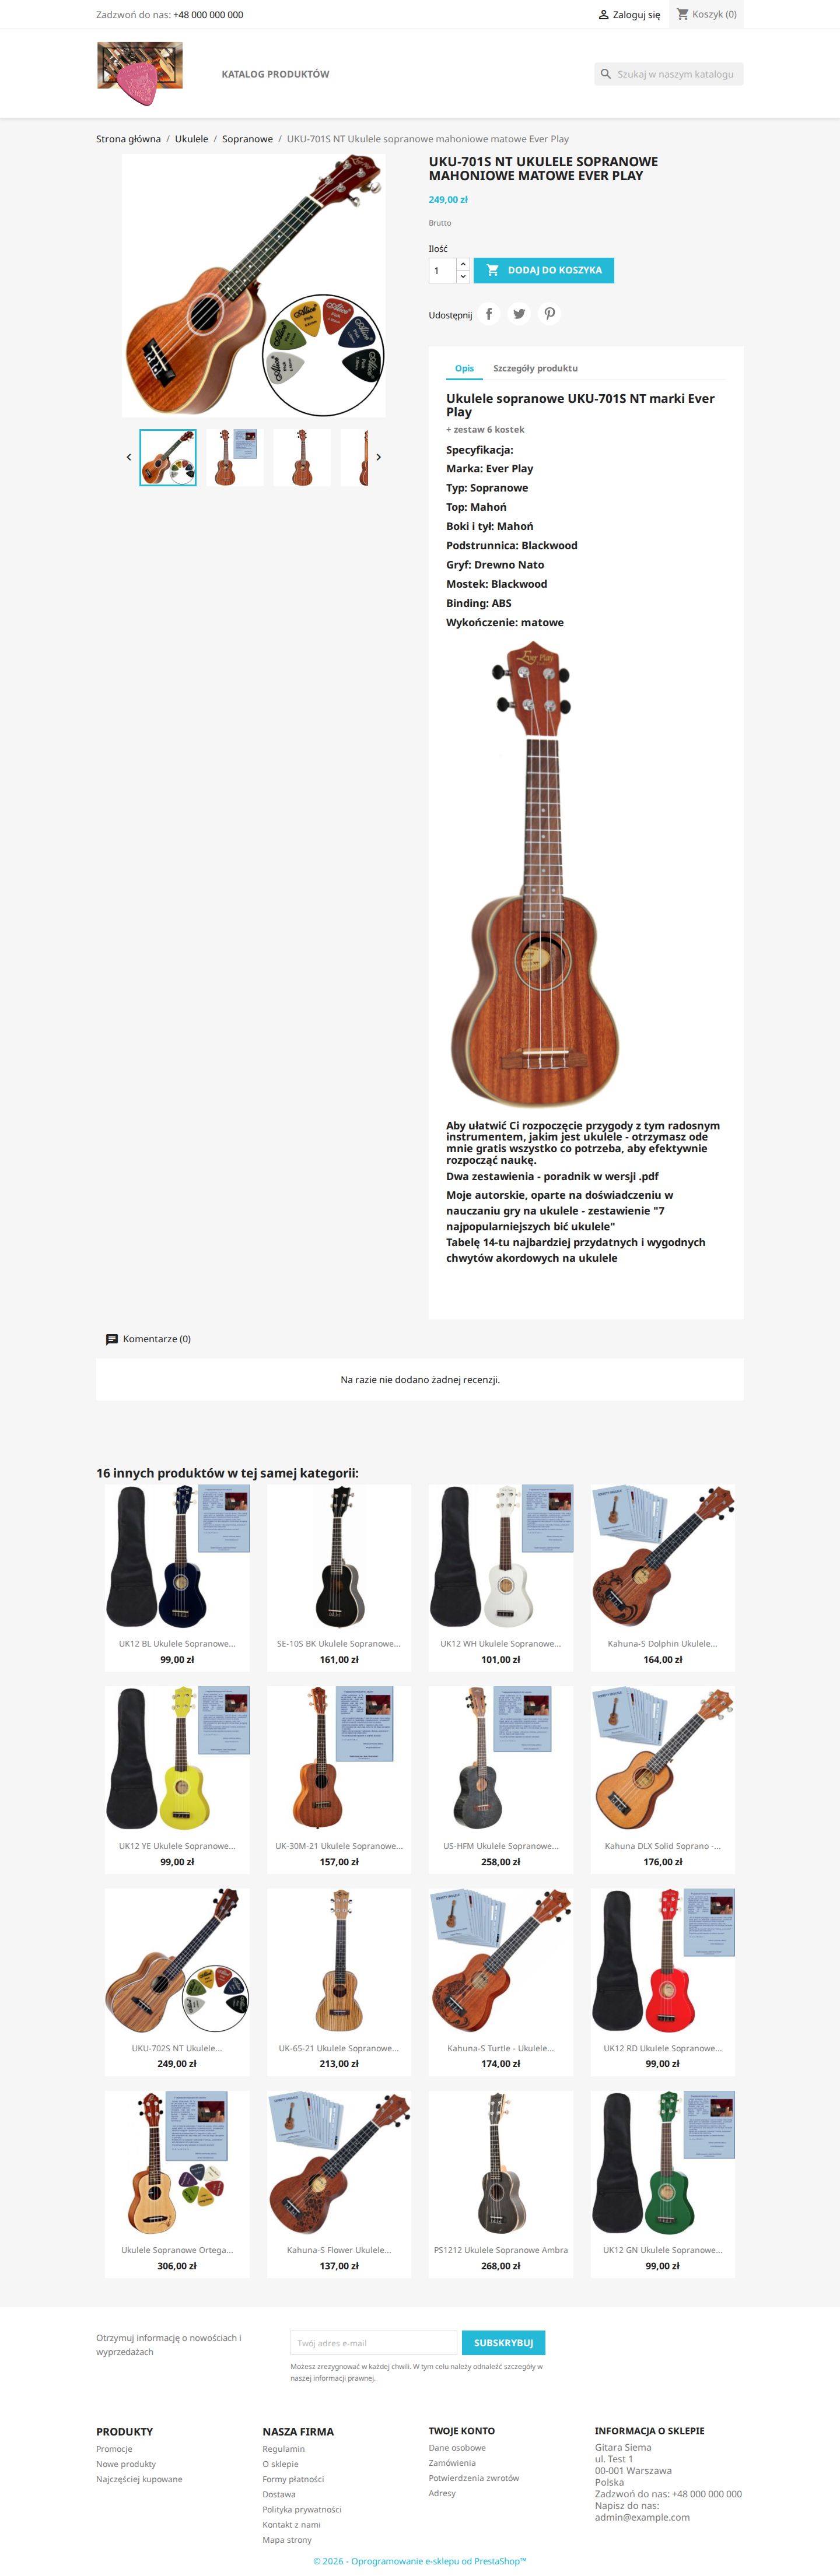 Zadzwoń do nas: +48 000 000 000
Zaloguj się
Koszyk (0)
KATALOG PRODUKTÓW
Szukaj w naszym katalogu
Strona główna / Ukulele / Sopranowe / UKU-701S NT Ukulele sopranowe mahoniowe matowe Ever Play
UKU-701S NT UKULELE SOPRANOWE
MAHONIOWE MATOWE EVER PLAY
249,00 zł
Brutto
Ilość
1
DODAJ DO KOSZYKA
Udostępnij
Opis
Szczegóły produktu
Ukulele sopranowe UKU-701S NT marki Ever
Play
+ zestaw 6 kostek
Specyfikacja:
Marka: Ever Play
Typ: Sopranowe
Top: Mahoń
Boki i tył: Mahoń
Podstrunnica: Blackwood
Gryf: Drewno Nato
Mostek: Blackwood
Binding: ABS
Wykończenie: matowe
Ever Play
Aby ułatwić Ci rozpoczęcie przygody z tym radosnym
instrumentem, jakim jest ukulele - otrzymasz ode
mnie gratis wszystko co potrzeba, aby efektywnie
rozpocząć naukę.
Dwa zestawienia - poradnik w wersji .pdf
Moje autorskie, oparte na doświadczeniu w
nauczaniu gry na ukulele - zestawienie "7
najpopularniejszych bić ukulele"
Tabelę 14-tu najbardziej przydatnych i wygodnych
chwytów akordowych na ukulele
Komentarze (0)
Na razie nie dodano żadnej recenzji.
16 innych produktów w tej samej kategorii:
UK12 BL Ukulele Sopranowe...
99,00 zł
SE-10S BK Ukulele Sopranowe...
161,00 zł
UK12 WH Ukulele Sopranowe...
101,00 zł
Kahuna-S Dolphin Ukulele...
164,00 zł
UK12 YE Ukulele Sopranowe...
99,00 zł
UK-30M-21 Ukulele Sopranowe...
157,00 zł
US-HFM Ukulele Sopranowe...
258,00 zł
Kahuna DLX Solid Soprano -...
176,00 zł
UKU-702S NT Ukulele...
249,00 zł
UK-65-21 Ukulele Sopranowe...
213,00 zł
Kahuna-S Turtle - Ukulele...
174,00 zł
UK12 RD Ukulele Sopranowe...
99,00 zł
Ukulele Sopranowe Ortega...
306,00 zł
Kahuna-S Flower Ukulele...
137,00 zł
PS1212 Ukulele Sopranowe Ambra
268,00 zł
UK12 GN Ukulele Sopranowe...
99,00 zł
Otrzymuj informację o nowościach i
wyprzedażach
Twój adres e-mail
SUBSKRYBUJ
Możesz zrezygnować w każdej chwili. W tym celu należy odnaleźć szczegóły w
naszej informacji prawnej.
PRODUKTY
Promocje
Nowe produkty
Najczęściej kupowane
NASZA FIRMA
Regulamin
O sklepie
Formy płatności
Dostawa
Polityka prywatności
Kontakt z nami
Mapa strony
TWOJE KONTO
Dane osobowe
Zamówienia
Potwierdzenia zwrotów
Adresy
INFORMACJA O SKLEPIE
Gitara Siema
ul. Test 1
00-001 Warszawa
Polska
Zadzwoń do nas: +48 000 000 000
Napisz do nas:
admin@example.com
© 2026 - Oprogramowanie e-sklepu od PrestaShop™